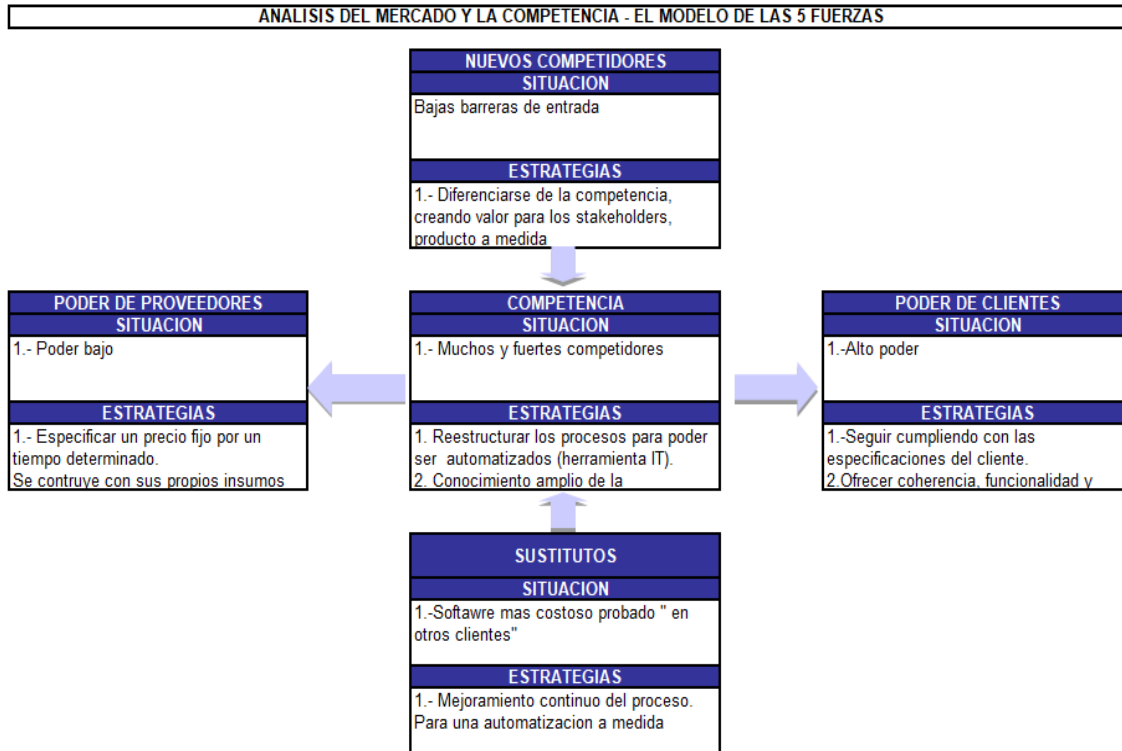 ANALISIS DEL MERCADO Y LA COMPETENCIA - EL MODELO DE LAS 5 FUERZAS
NUEVOS COMPETIDORES
SITUACION
Bajas barreras de entrada
ESTRATEGIAS
1.- Diferenciarse de la competencia,
creando valor para los stakeholders,
producto a medida
PODER DE PROVEEDORES
SITUACION
1.- Poder bajo
ESTRATEGIAS
1.- Especificar un precio fijo por un
tiempo determinado.
Se contruye con sus propios insumos
COMPETENCIA
SITUACION
1.- Muchos y fuertes competidores
ESTRATEGIAS
1. Reestructurar los procesos para poder
ser automatizados (herramienta IT).
2. Conocimiento amplio de la
PODER DE CLIENTES
SITUACION
1.-Alto poder
ESTRATEGIAS
1.-Seguir cumpliendo con las
especificaciones del cliente.
2.Ofrecer coherencia, funcionalidad y
SUSTITUTOS
SITUACION
1.-Softawre mas costoso probado " en
otros clientes"
ESTRATEGIAS
1.- Mejoramiento continuo del proceso.
Para una automatizacion a medida